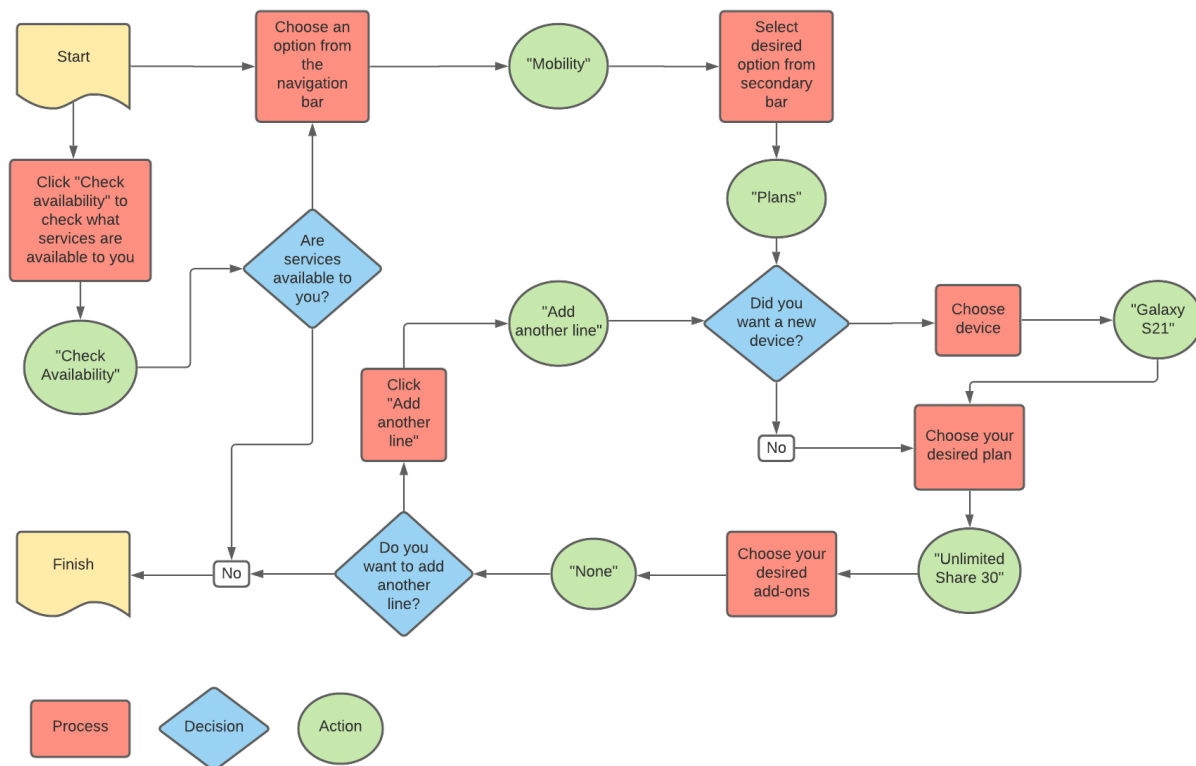 Start
Choose an
option from
the
navigation
bar
"Mobility"
Select
desired
option from
secondary
bar
Click "Check
availability" to
check what
services are
available to you
"Plans"
Are
services
available to
you?
"Add
another line"
Did you
want a new
device?
Choose
device
"Galaxy
S21"
"Check
Availability"
Click
"Add
another
line"
No
Choose your
desired plan
Finish
No
Do you
want to add
another
line?
"None"
Choose your
desired
add-ons
"Unlimited
Share 30"
Process
Decision
Action